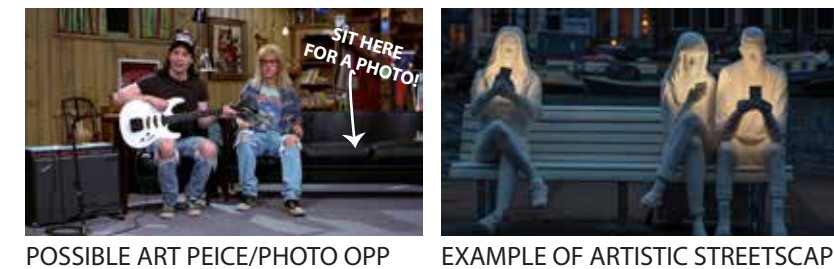 SIT HERE
FOR A PHOTO!
POSSIBLE ART PEICE/PHOTO OPP
EXAMPLE OF ARTISTIC STREETSCAP